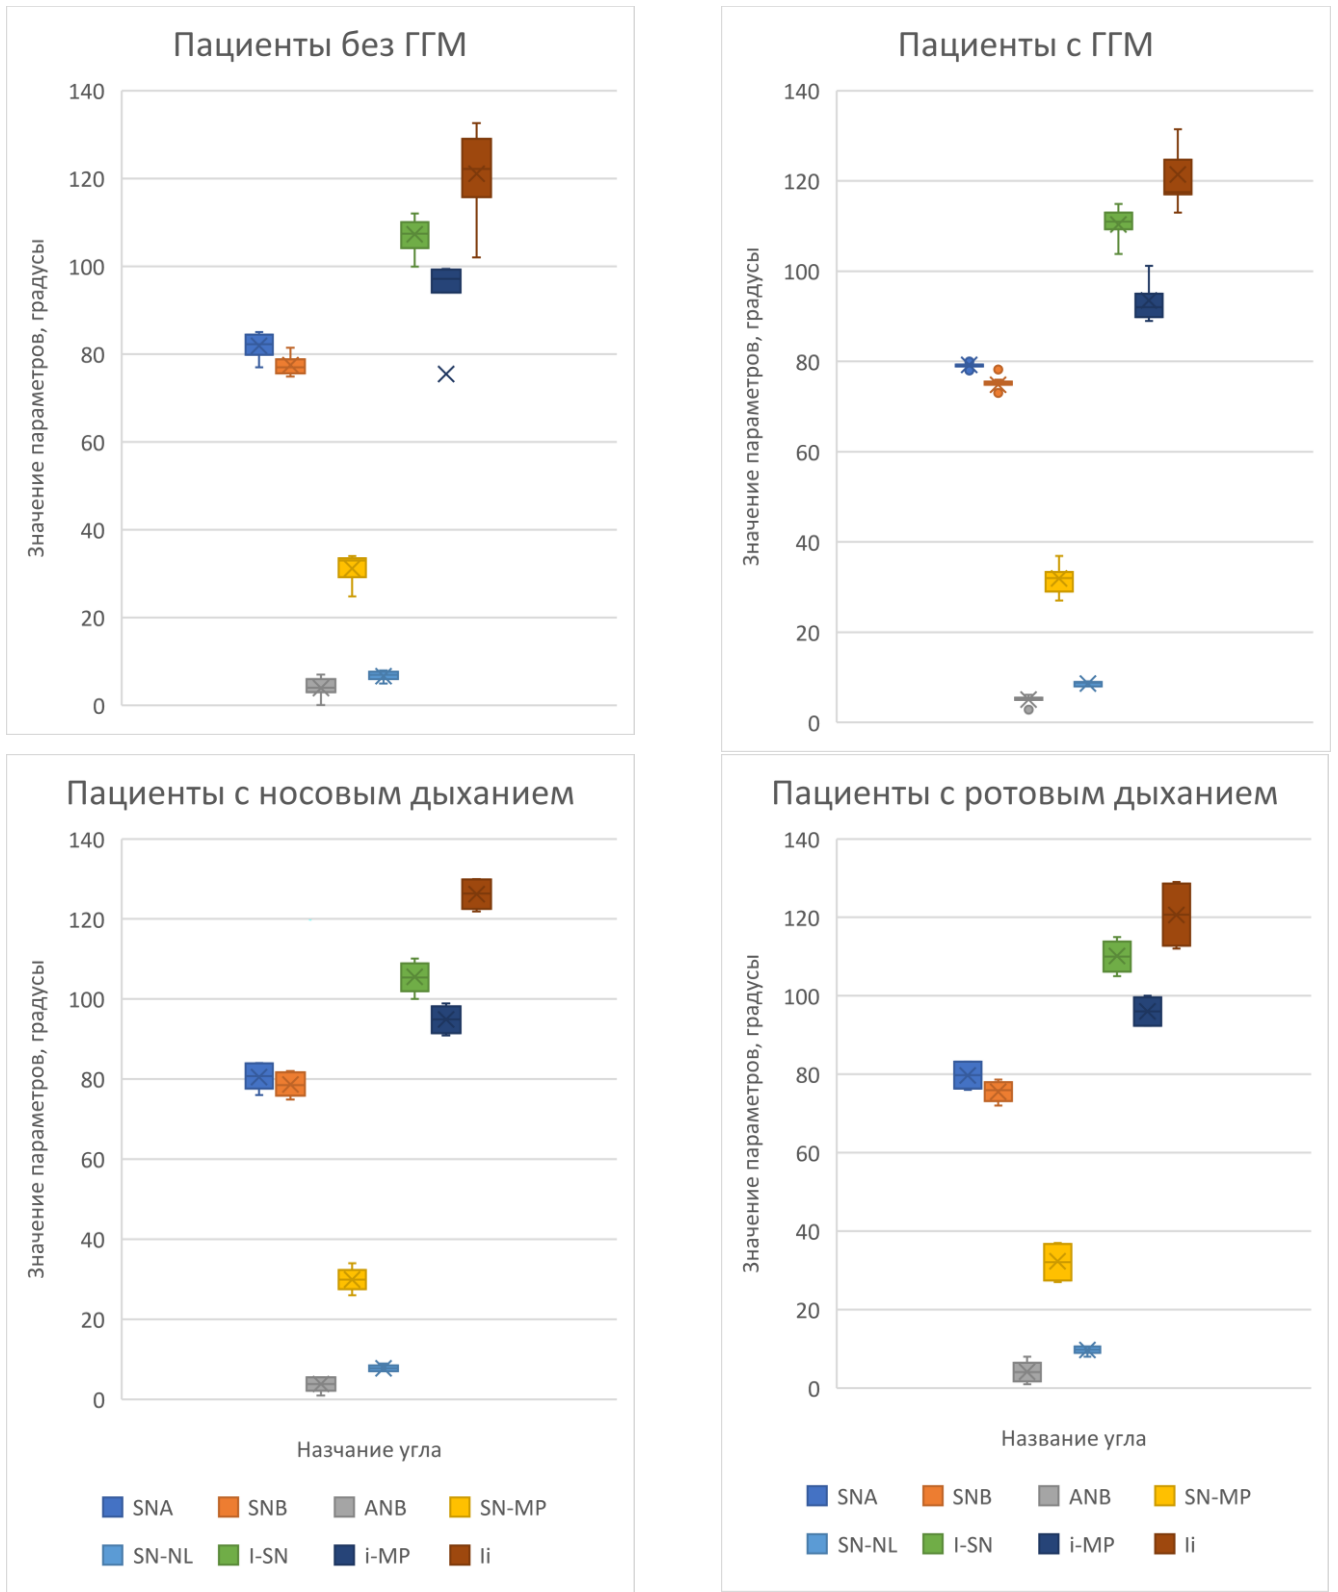 Пациенты без ГГМ
Значение параметров, градусы
140
120
100
80
60
40
20
0
Пациенты с ГГМ
Значение параметров, градусы
140
120
100
80
60
40
20
0
Пациенты с носовым дыханием
Значение параметров, градусы
140
120
100
80
60
40
20
0
Назчание угла
SNA SNB ANB SN-MP
SN-NL I-SN i-MP Ii
Пациенты с ротовым дыханием
Значение параметров, градусы
140
120
100
80
60
40
20
0
Название угла
SNA SNB ANB SN-MP
SN-NL I-SN i-MP Ii